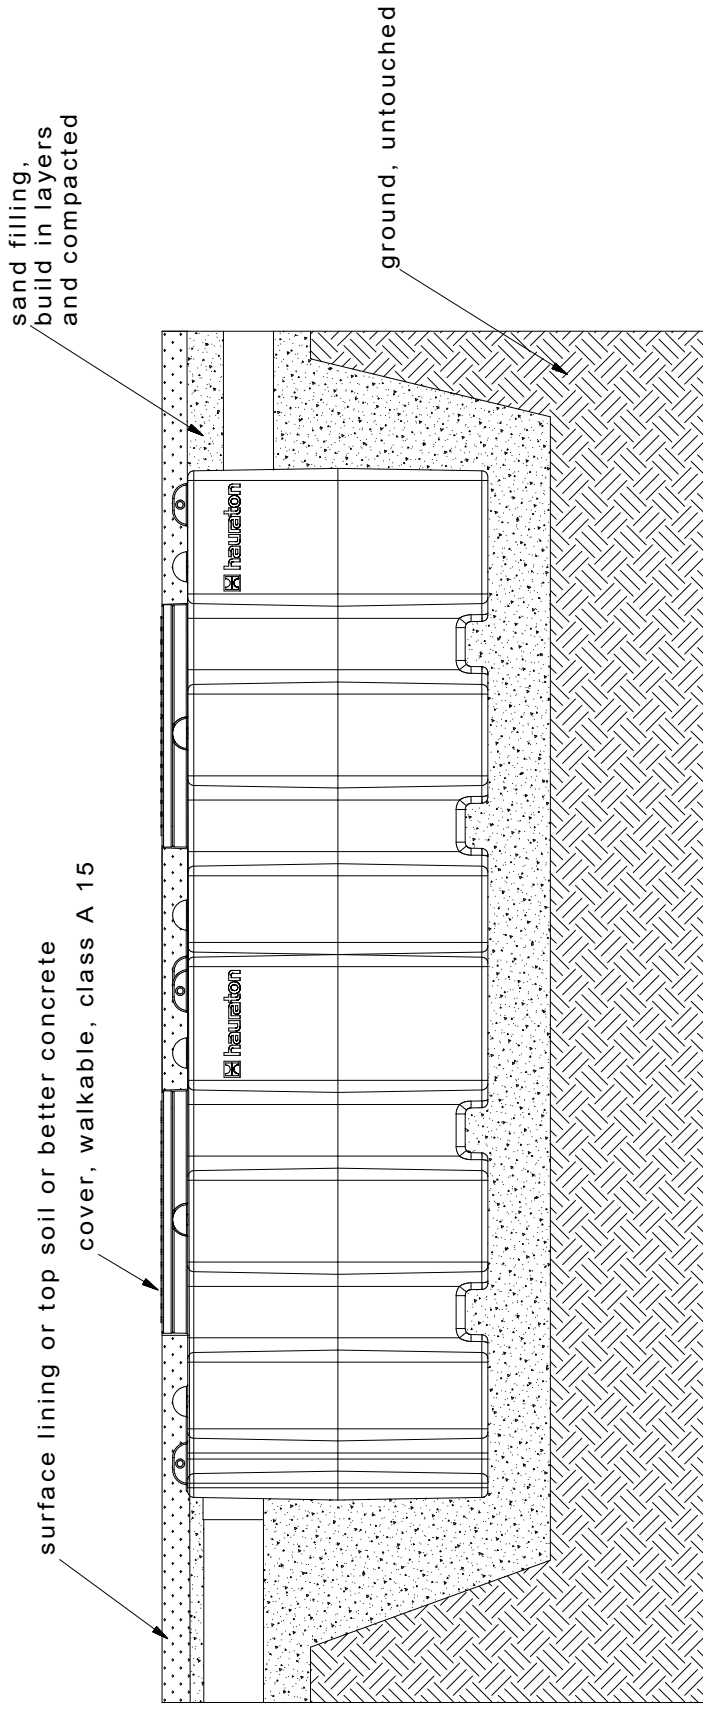 surface lining or top soil or better concrete
cover, walkable, class A 15
sand filling,
build in layers
and compacted
ground, untouched
hauraton
hauraton